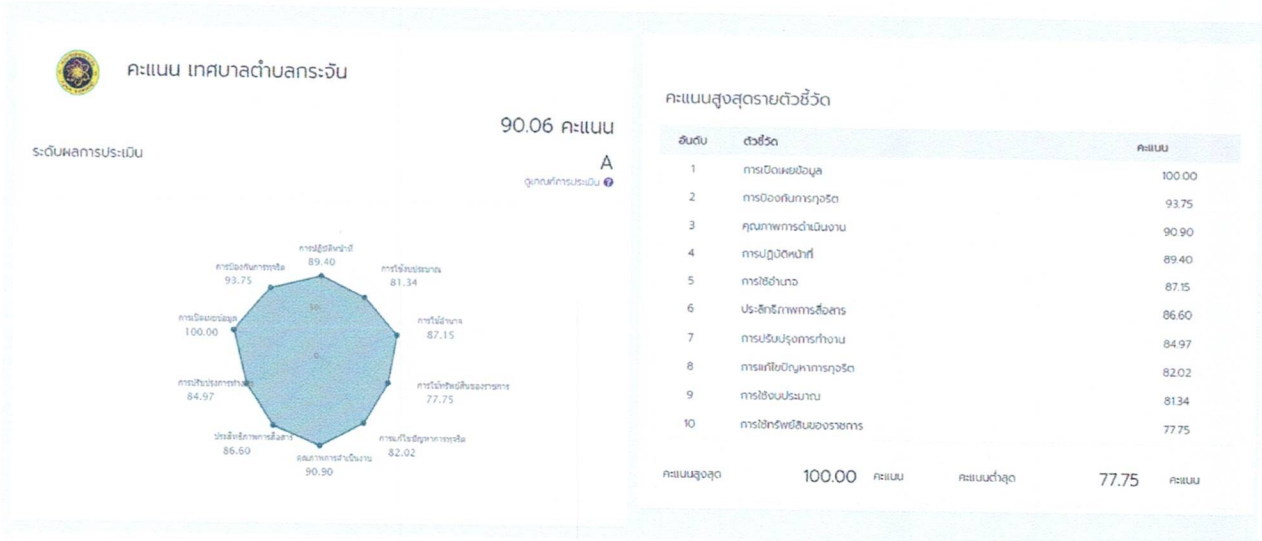 คะแนน เทศบาลตำบลกระจัน
90.06 คะแนน
ระดับผลการประเมิน
A
ดูเกณฑ์การประเมิน
การปฏิบัติหน้าที่
89.40
การป้องกันการทุจริต
93.75
การใช้งบประมาณ
81.34
การเปิดเผยข้อมูล
100.00
การใช้อำนาจ
87.15
50
0
การปรับปรุงการทำงาน
84.97
การใช้ทรัพย์สินของราชการ
77.75
ประสิทธิภาพการสื่อสาร
86.60
การแก้ไขปัญหาการทุจริต
82.02
คุณภาพการดำเนินงาน
90.90
คะแนนสูงสุดรายตัวชี้วัด
อันดับ ตัวชี้วัด คะแนน
1 การเปิดเผยข้อมูล 100.00
2 การป้องกันการทุจริต 93.75
3 คุณภาพการดำเนินงาน 90.90
4 การปฏิบัติหน้าที่ 89.40
5 การใช้อำนาจ 87.15
6 ประสิทธิภาพการสื่อสาร 86.60
7 การปรับปรุงการทำงาน 84.97
8 การแก้ไขปัญหาการทุจริต 82.02
9 การใช้งบประมาณ 81.34
10 การใช้ทรัพย์สินของราชการ 77.75
คะแนนสูงสุด 100.00 คะแนน คะแนนต่ำสุด 77.75 คะแนน